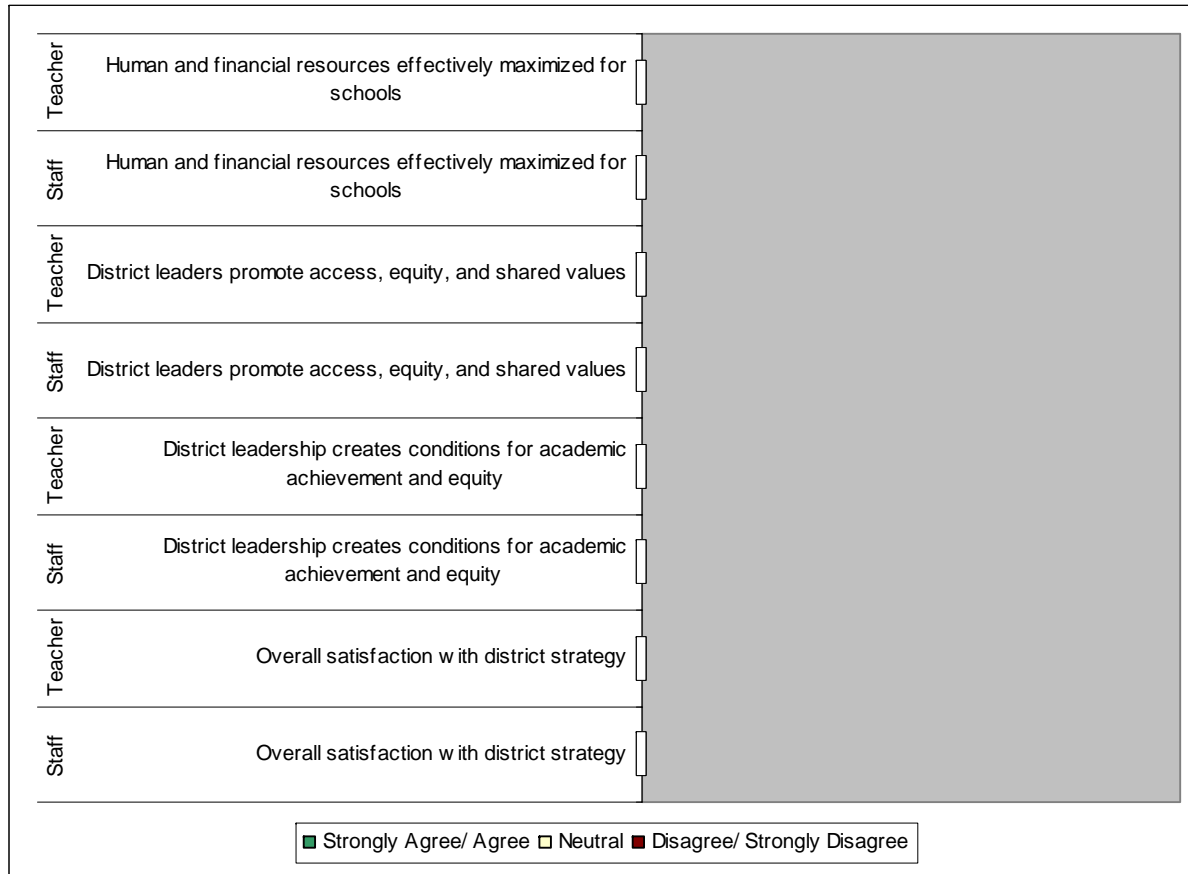 Teacher
Human and financial resources effectively maximized for
schools
Staff
Human and financial resources effectively maximized for
schools
Teacher
District leaders promote access, equity, and shared values
Staff
District leaders promote access, equity, and shared values
Teacher
District leadership creates conditions for academic
achievement and equity
Staff
District leadership creates conditions for academic
achievement and equity
Teacher
Overall satisfaction with district strategy
Staff
Overall satisfaction with district strategy
Strongly Agree/ Agree Neutral Disagree/ Strongly Disagree